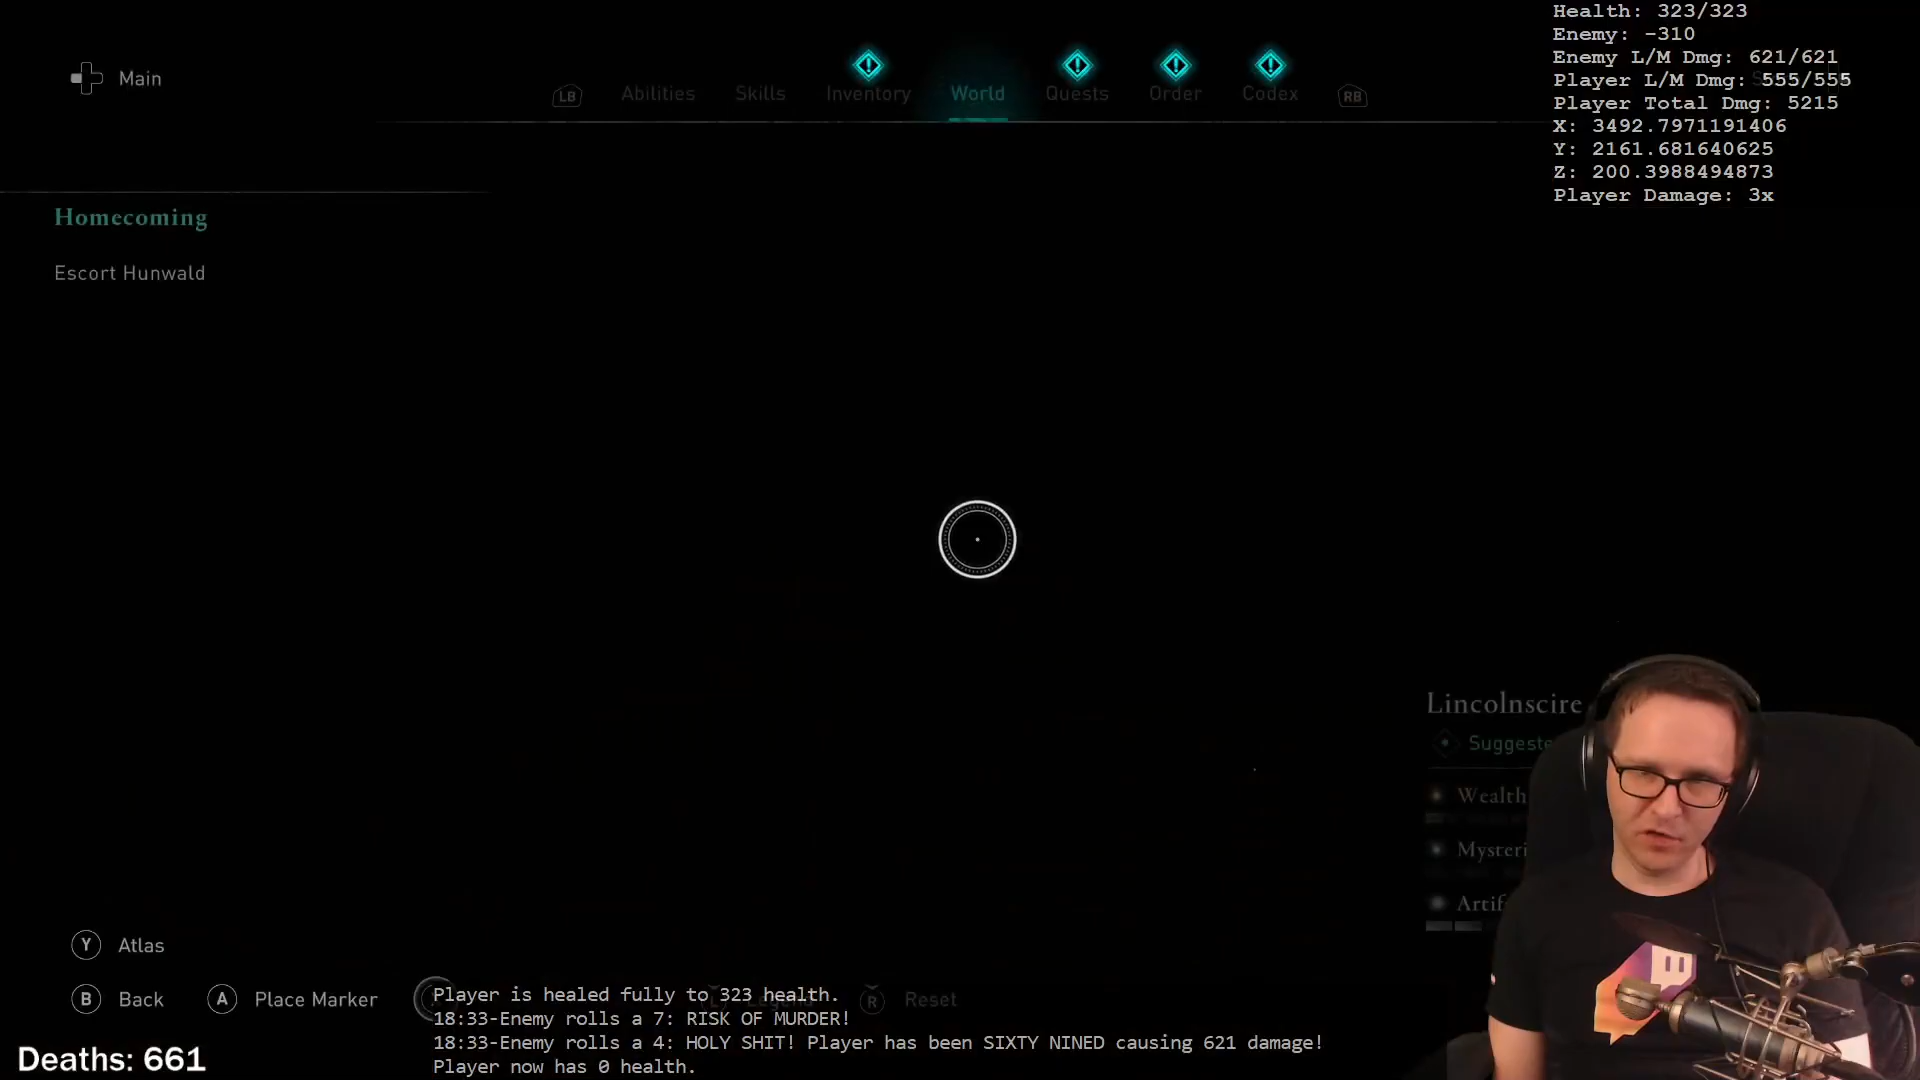 Health: 323/323
Enemy: -310
Enemy L/M Dmg: 621/621
Player L/M Dmg: 555/555
Player Total Dmg: 5215
X: 3492.7971191406
Y: 2161.681640625
Z: 200.3988494873
Player Damage: 3x
Main
LB Abilities Skills Inventory World Quests Order Codex RB
Homecoming
Escort Hunwald
Lincolnscire
Suggeste
Wealth
Mysteri
Artif
Y Atlas
B Back A Place Marker L Legend R Reset
Player is healed fully to 323 health.
18:33-Enemy rolls a 7: RISK OF MURDER!
18:33-Enemy rolls a 4: HOLY SHIT! Player has been SIXTY NINED causing 621 damage!
Player now has 0 health.
Deaths: 661